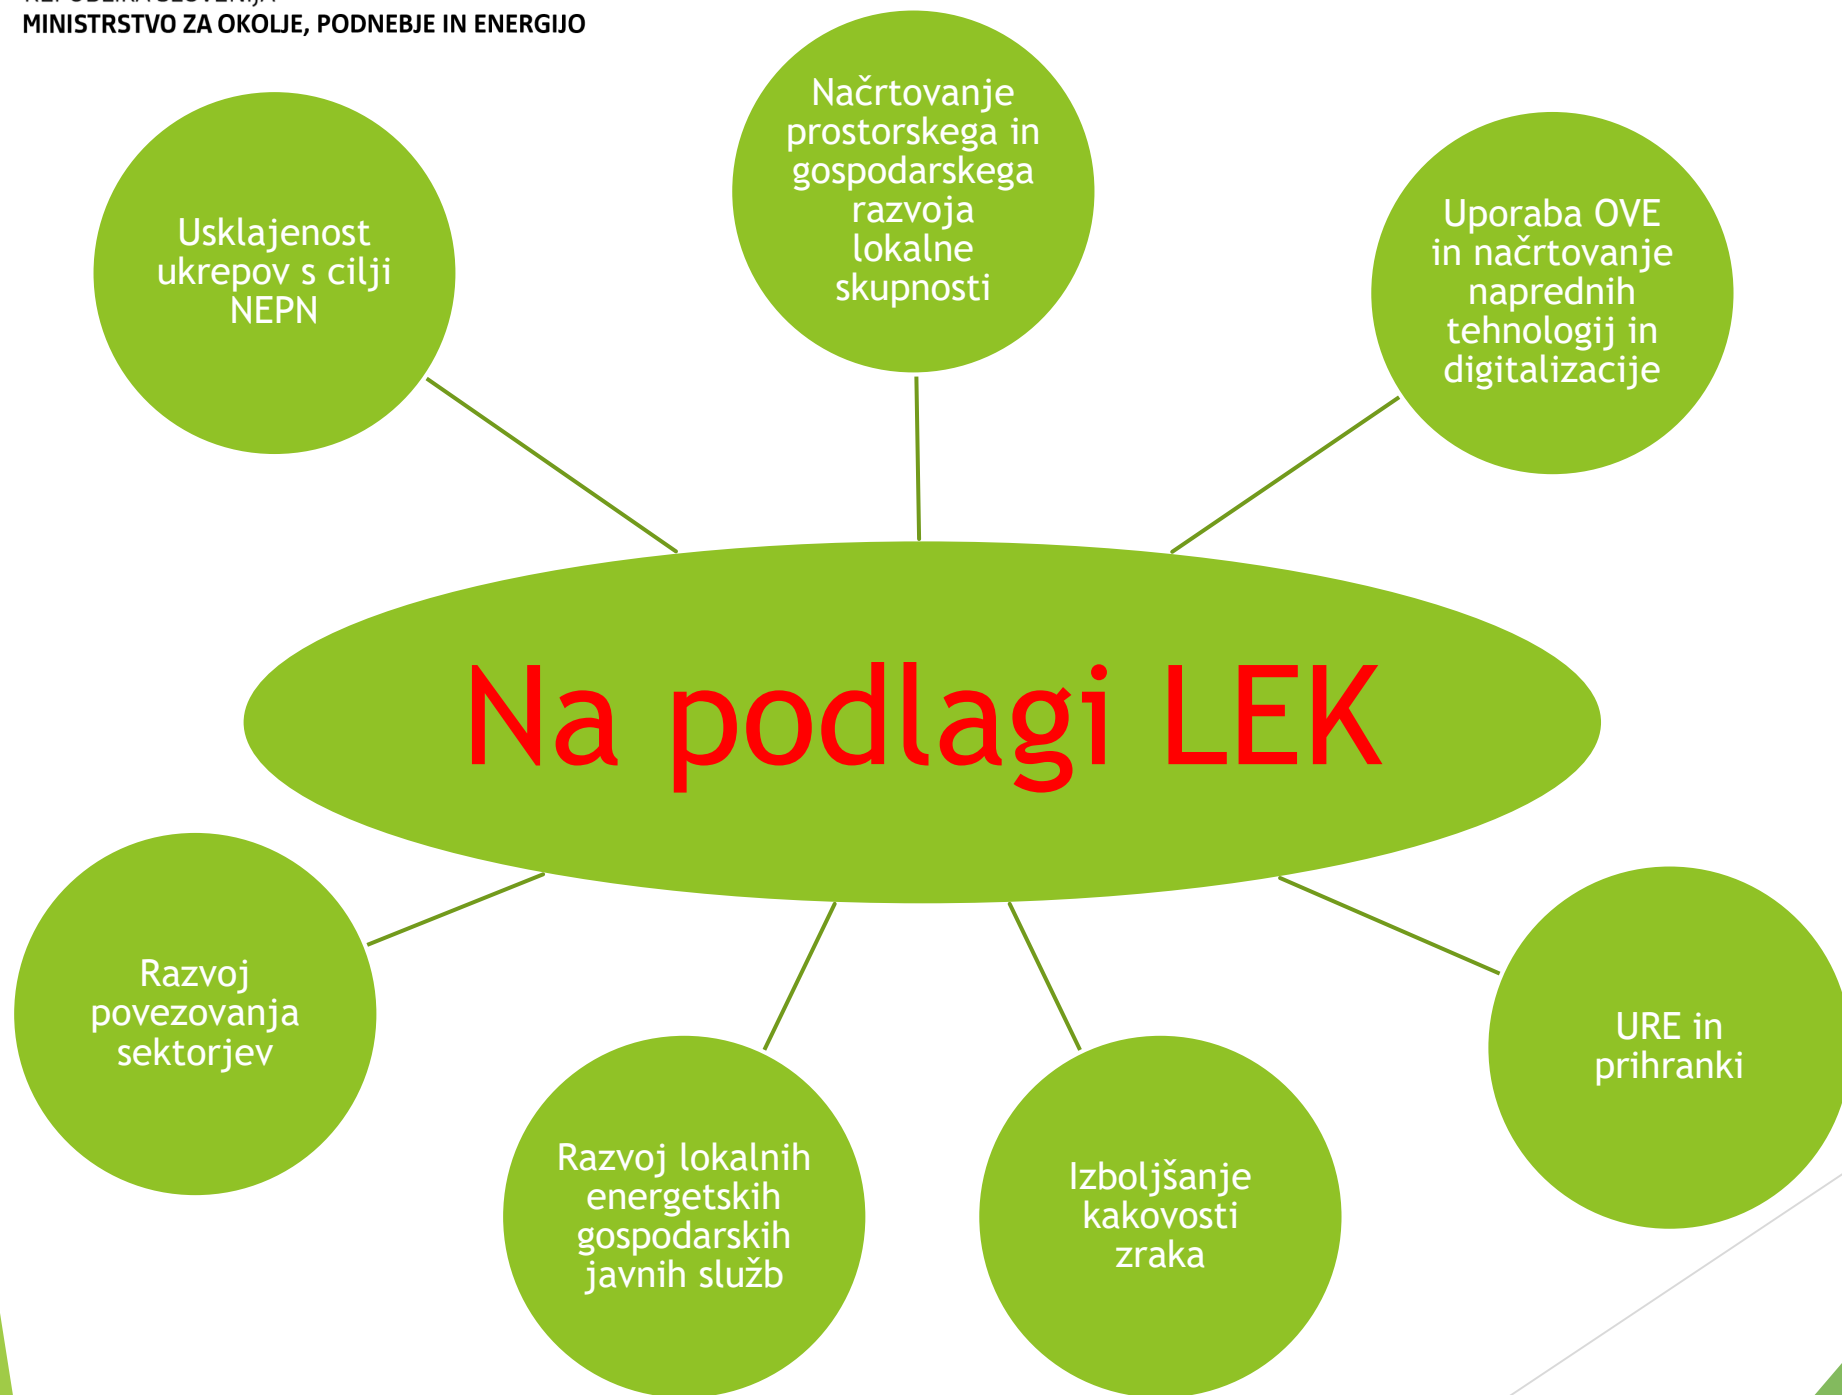 REPUBLIKA SLOVENIJA
MINISTRSTVO ZA OKOLJE, PODNEBJE IN ENERGIJO
Načrtovanje
prostorskega in
gospodarskega
razvoja
lokalne
skupnosti
Usklajenost
ukrepov s cilji
NEPN
Uporaba OVE
in načrtovanje
naprednih
tehnologij in
digitalizacije
Na podlagi LEK
Razvoj
povezovanja
sektorjev
Razvoj lokalnih
energetskih
gospodarskih
javnih služb
Izboljšanje
kakovosti
zraka
URE in
prihranki